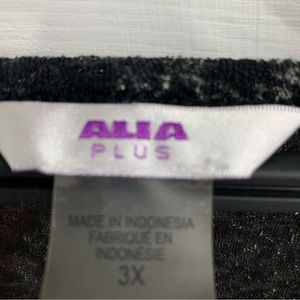 ALIA
PLUS
MADE IN INDONESIA
FABRIQUÉ EN
INDONÉSIE
3X